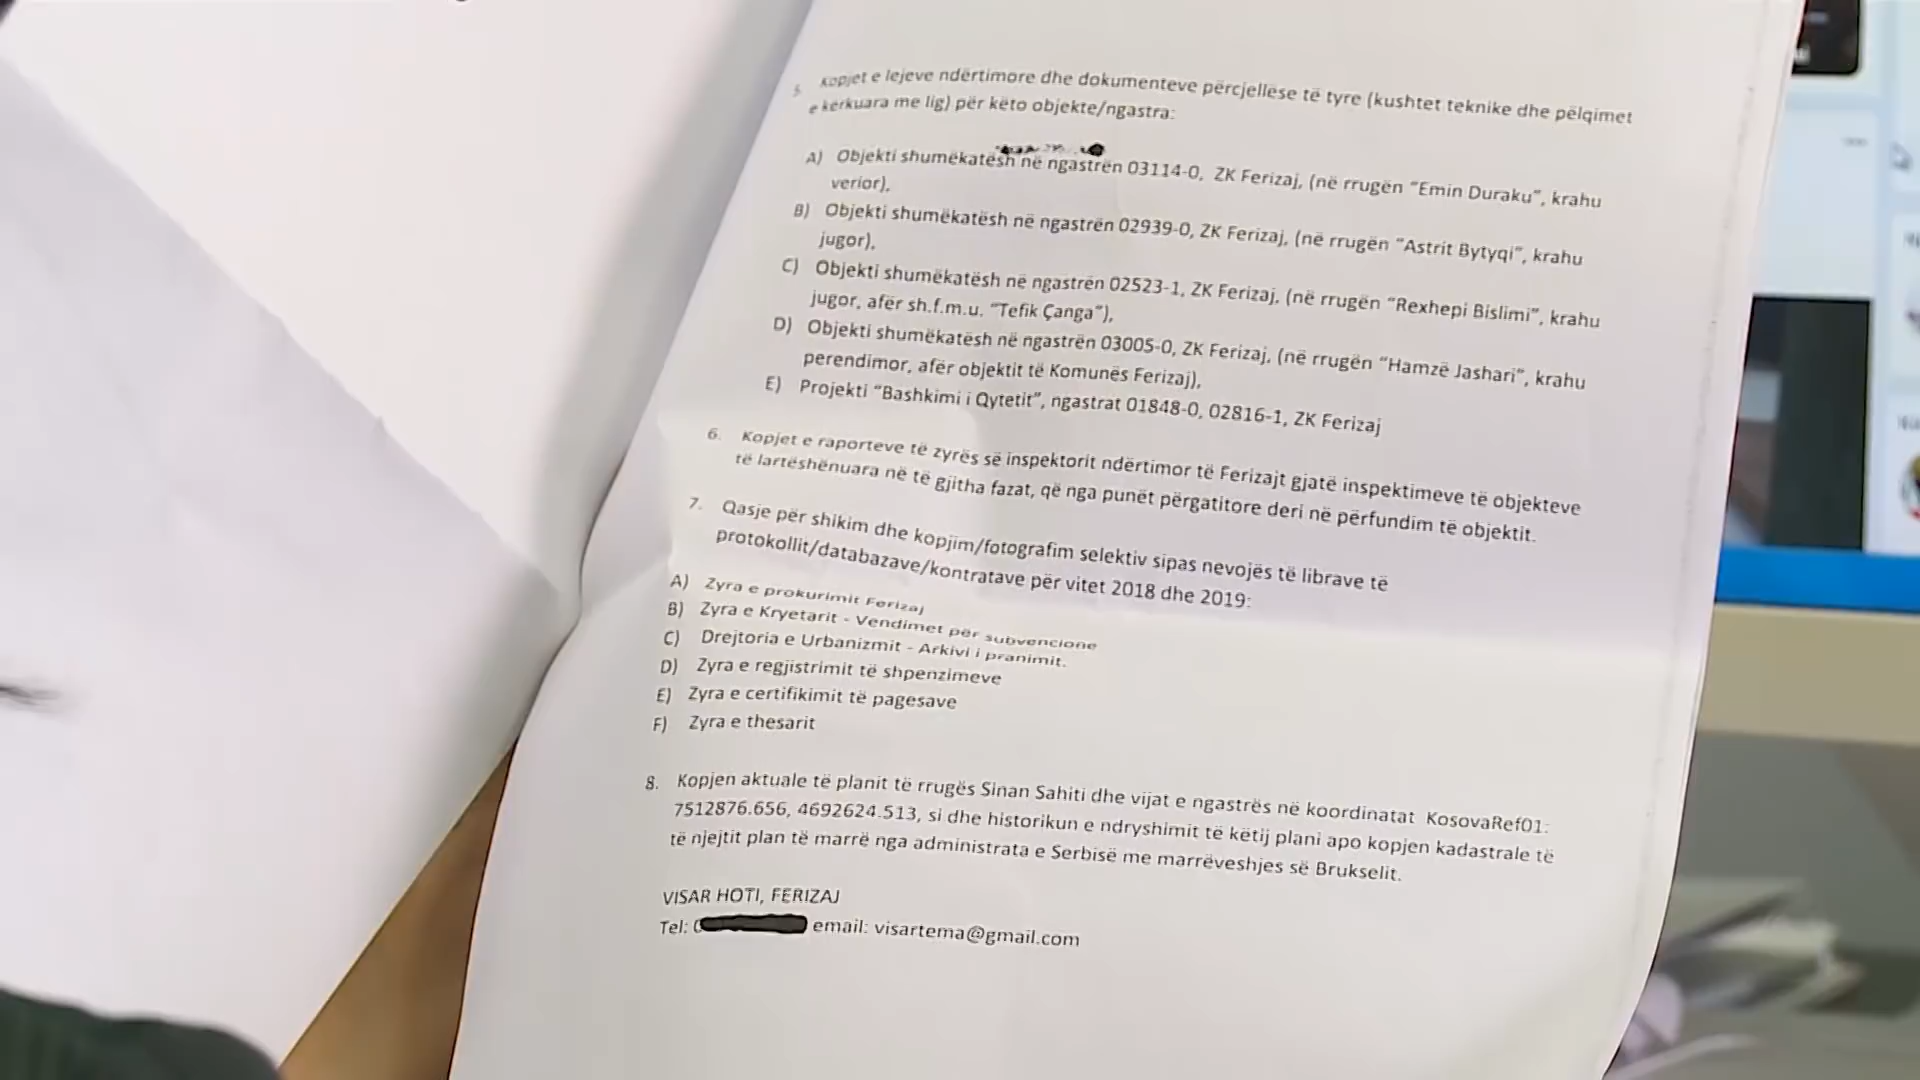 5. Kopjet e lejeve ndërtimore dhe dokumenteve përcjellëse të tyre (kushtet teknike dhe pëlqimet
e kërkuara me lig) për këto objekte/ngastra:
A) Objekti shumëkatësh në ngastrën 03114-0, ZK Ferizaj, (në rrugën "Emin Duraku", krahu
verior),
B) Objekti shumëkatësh në ngastrën 02939-0, ZK Ferizaj, (në rrugën "Astrit Bytyqi", krahu
jugor),
C) Objekti shumëkatësh në ngastrën 02523-1, ZK Ferizaj, (në rrugën "Rexhepi Bislimi", krahu
jugor, afër sh.f.m.u. "Tefik Çanga"),
D) Objekti shumëkatësh në ngastrën 03005-0, ZK Ferizaj, (në rrugën "Hamzë Jashari", krahu
perendimor, afër objektit të Komunës Ferizaj),
E) Projekti "Bashkimi i Qytetit", ngastrat 01848-0, 02816-1, ZK Ferizaj
6. Kopjet e raporteve të zyrës së inspektorit ndërtimor të Ferizajt gjatë inspektimeve të objekteve
të lartëshënuara në të gjitha fazat, që nga punët përgatitore deri në përfundim të objektit.
7. Qasje për shikim dhe kopjim/fotografim selektiv sipas nevojës të librave të
protokollit/databazave/kontratave për vitet 2018 dhe 2019:
A) Zyra e prokurimit Ferizaj
B) Zyra e Kryetarit - Vendimet për subvencione
C) Drejtoria e Urbanizmit - Arkivi i pranimit.
D) Zyra e regjistrimit të shpenzimeve
E) Zyra e certifikimit të pagesave
F) Zyra e thesarit
8. Kopjen aktuale të planit të rrugës Sinan Sahiti dhe vijat e ngastrës në koordinatat KosovaRef01:
7512876.656, 4692624.513, si dhe historikun e ndryshimit të këtij plani apo kopjen kadastrale të
të njejtit plan të marrë nga administrata e Serbisë me marrëveshjes së Brukselit.
VISAR HOTI, FERIZAJ
Tel: email: visartema@gmail.com